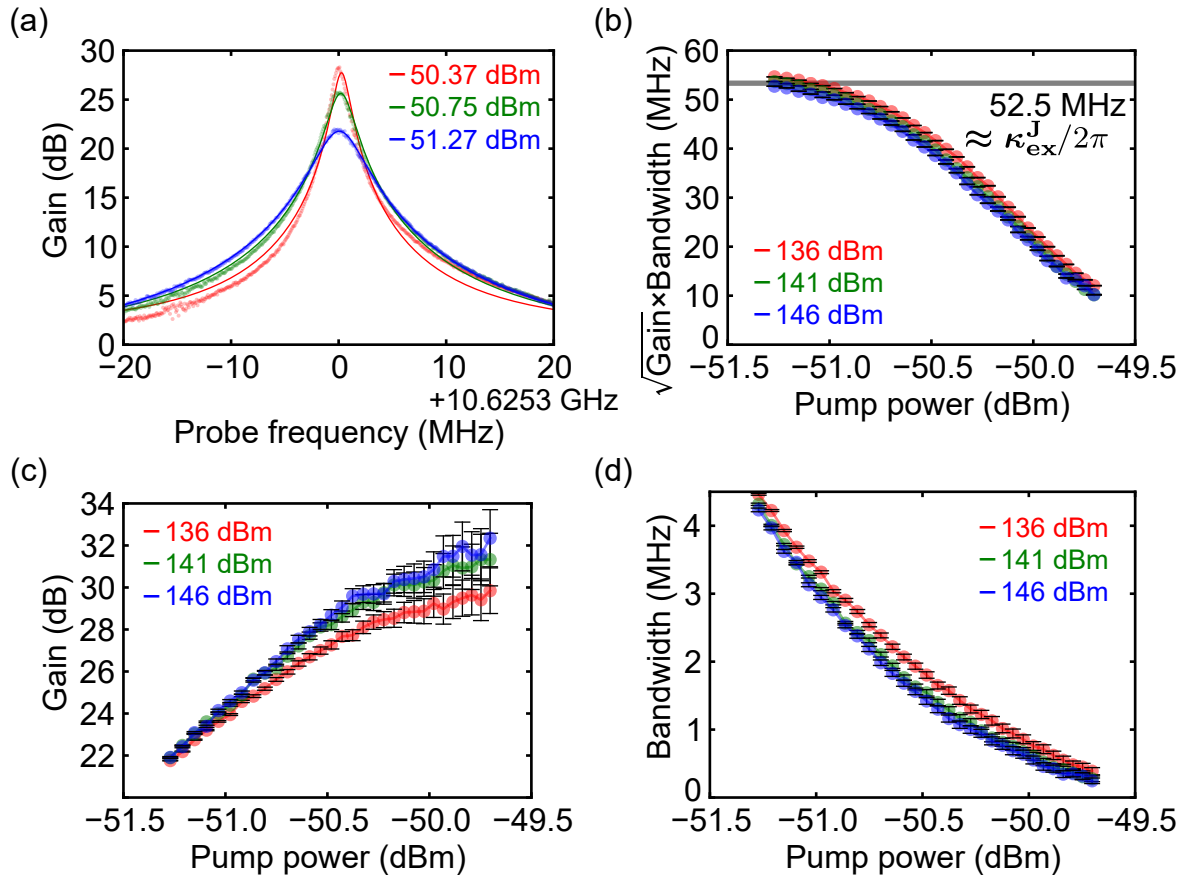 (a)
Gain (dB)
30
25
20
15
10
5
0
−50.37 dBm
−50.75 dBm
−51.27 dBm
−20 −10 0 10 20
+10.6253 GHz
Probe frequency (MHz)
(b)
√Gain×Bandwidth (MHz)
60
50
40
30
20
10
0
52.5 MHz
≈ κ_ex^J/2π
−136 dBm
−141 dBm
−146 dBm
−51.5 −51.0 −50.5 −50.0 −49.5
Pump power (dBm)
(c)
Gain (dB)
34
32
30
28
26
24
22
−136 dBm
−141 dBm
−146 dBm
−51.5 −51.0 −50.5 −50.0 −49.5
Pump power (dBm)
(d)
Bandwidth (MHz)
4
3
2
1
0
−136 dBm
−141 dBm
−146 dBm
−51.5 −51.0 −50.5 −50.0 −49.5
Pump power (dBm)